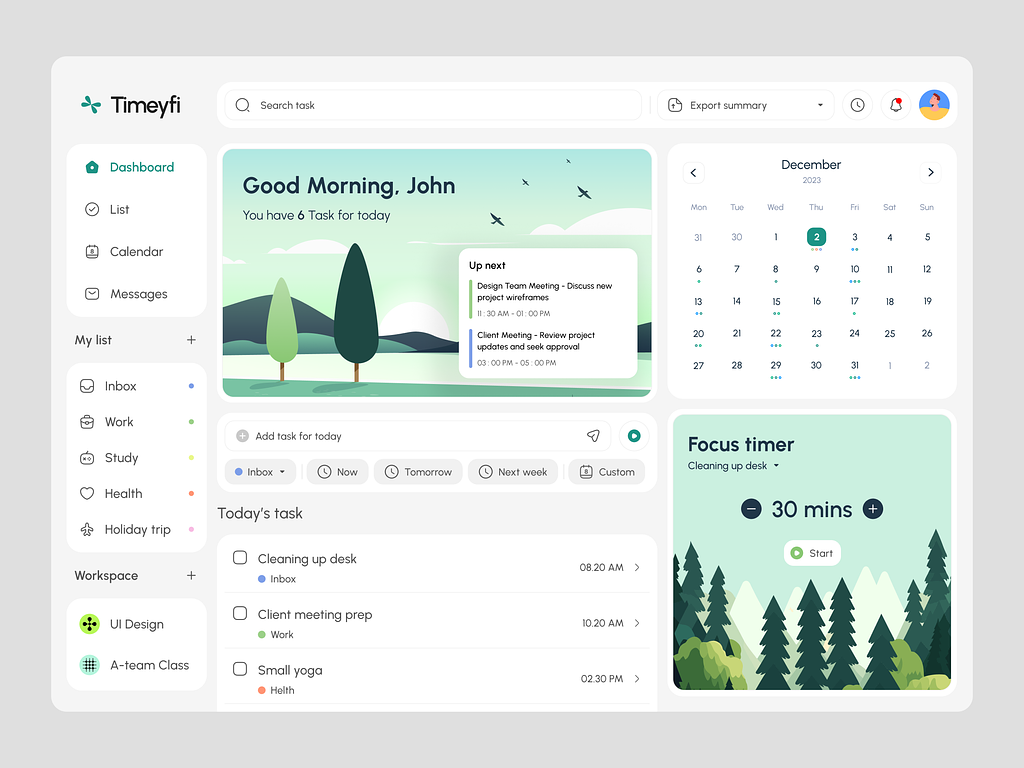 Timeyfi
Search task
Export summary
Dashboard
List
8
Calendar
Messages
My list
Inbox
Work
Study
Health
Holiday trip
Workspace
UI Design
A-team Class
Good Morning, John
You have 6 Task for today
Up next
Design Team Meeting - Discuss new
project wireframes
11 : 30 AM - 01 : 00 PM
Client Meeting - Review project
updates and seek approval
03 : 00 PM - 05 : 00 PM
Add task for today
Inbox
Now
Tomorrow
Next week
8
Custom
Today's task
Cleaning up desk
Inbox
08.20 AM
Client meeting prep
Work
10.20 AM
Small yoga
Helth
02.30 PM
December
2023
Mon Tue Wed Thu Fri Sat Sun
31 30 1 2 3 4 5
6 7 8 9 10 11 12
13 14 15 16 17 18 19
20 21 22 23 24 25 26
27 28 29 30 31 1 2
Focus timer
Cleaning up desk
30 mins
Start